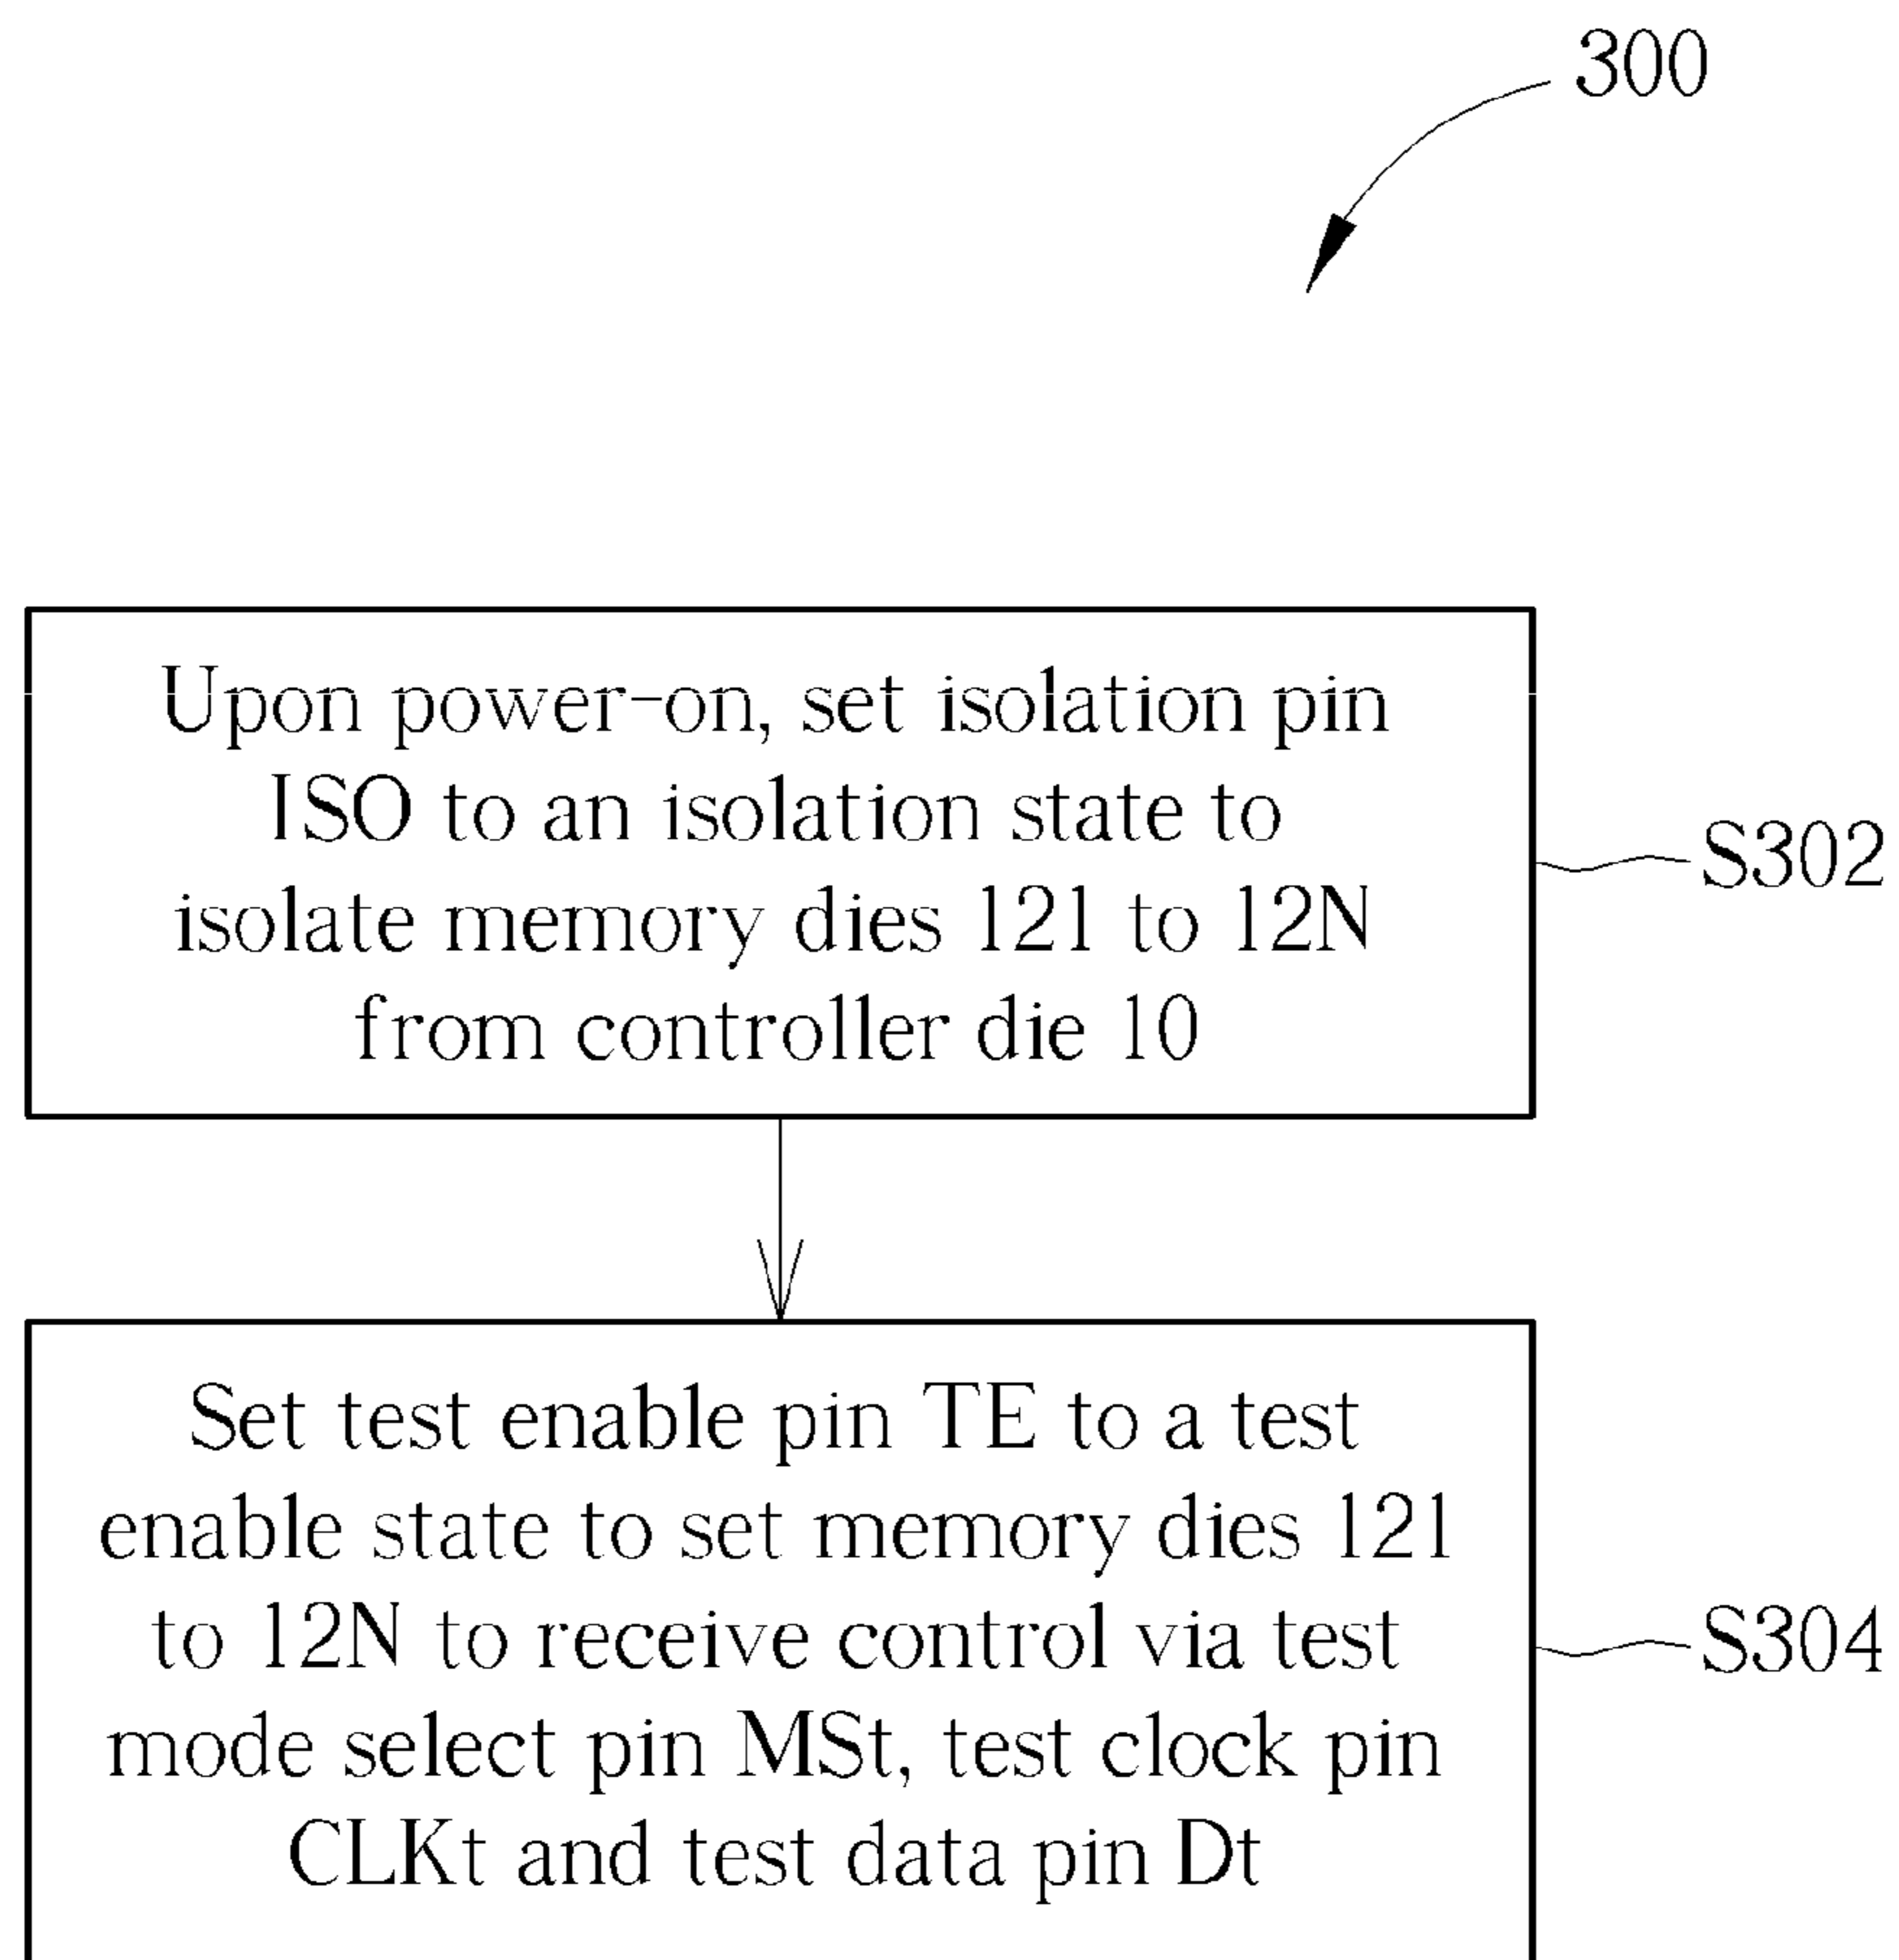 300
Upon power-on, set isolation pin
ISO to an isolation state to
isolate memory dies 121 to 12N
from controller die 10
S302
Set test enable pin TE to a test
enable state to set memory dies 121
to 12N to receive control via test
mode select pin MSt, test clock pin
CLKt and test data pin Dt
S304